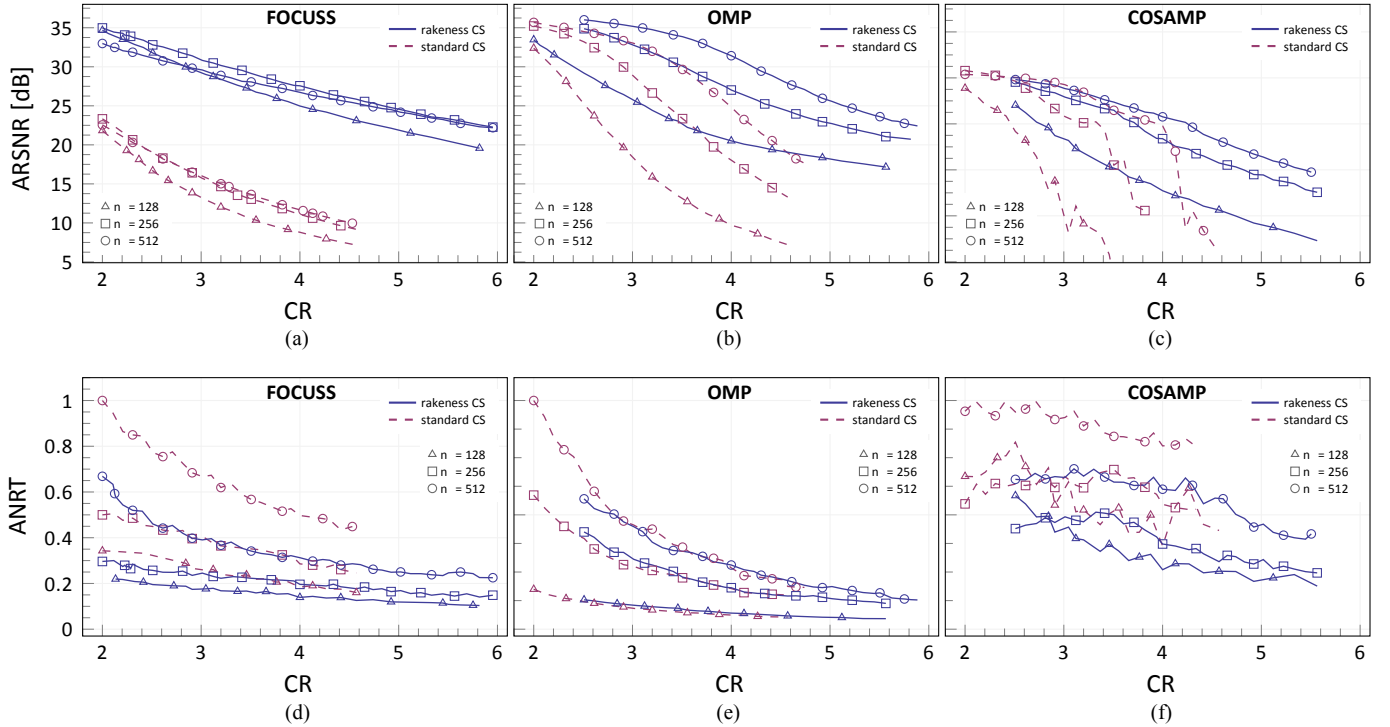 FOCUSS
rakeness CS
standard CS
ARSNR [dB]
35
30
25
20
15
10
5
n = 128
n = 256
n = 512
2 3 4 5 6
CR
(a)
OMP
rakeness CS
standard CS
n = 128
n = 256
n = 512
2 3 4 5 6
CR
(b)
COSAMP
rakeness CS
standard CS
n = 128
n = 256
n = 512
2 3 4 5 6
CR
(c)
FOCUSS
rakeness CS
standard CS
ANRT
1
0.8
0.6
0.4
0.2
0
n = 128
n = 256
n = 512
2 3 4 5 6
CR
(d)
OMP
rakeness CS
standard CS
n = 128
n = 256
n = 512
2 3 4 5 6
CR
(e)
COSAMP
rakeness CS
standard CS
n = 128
n = 256
n = 512
2 3 4 5 6
CR
(f)